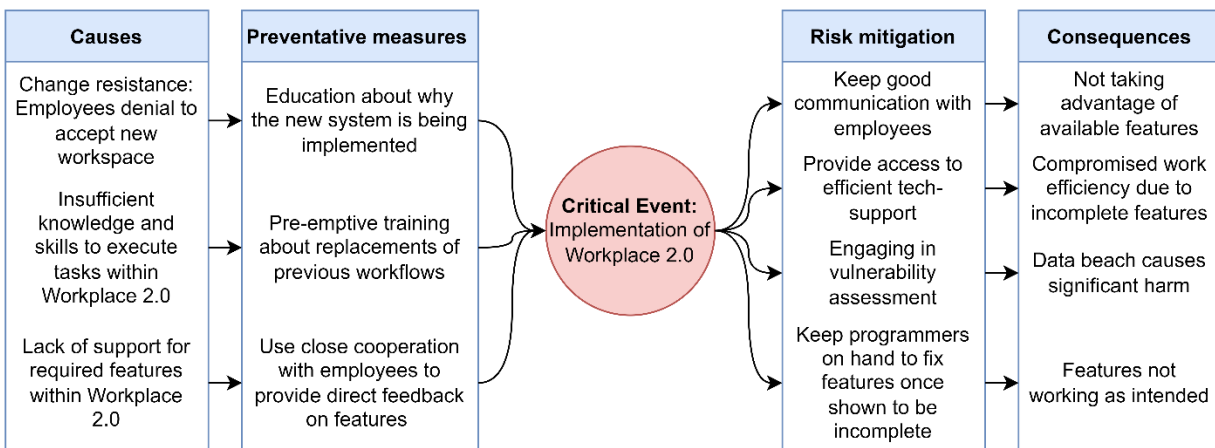 Causes
Change resistance:
Employees denial to
accept new
workspace
Insufficient
knowledge and
skills to execute
tasks within
Workplace 2.0
Lack of support for
required features
within Workplace
2.0
Preventative measures
Education about why
the new system is being
implemented
Pre-emptive training
about replacements of
previous workflows
Use close cooperation
with employees to
provide direct feedback
on features
Critical Event:
Implementation of
Workplace 2.0
Risk mitigation
Keep good
communication with
employees
Provide access to
efficient tech-
support
Engaging in
vulnerability
assessment
Keep programmers
on hand to fix
features once
shown to be
incomplete
Consequences
Not taking
advantage of
available features
Compromised work
efficiency due to
incomplete features
Data beach causes
significant harm
Features not
working as intended